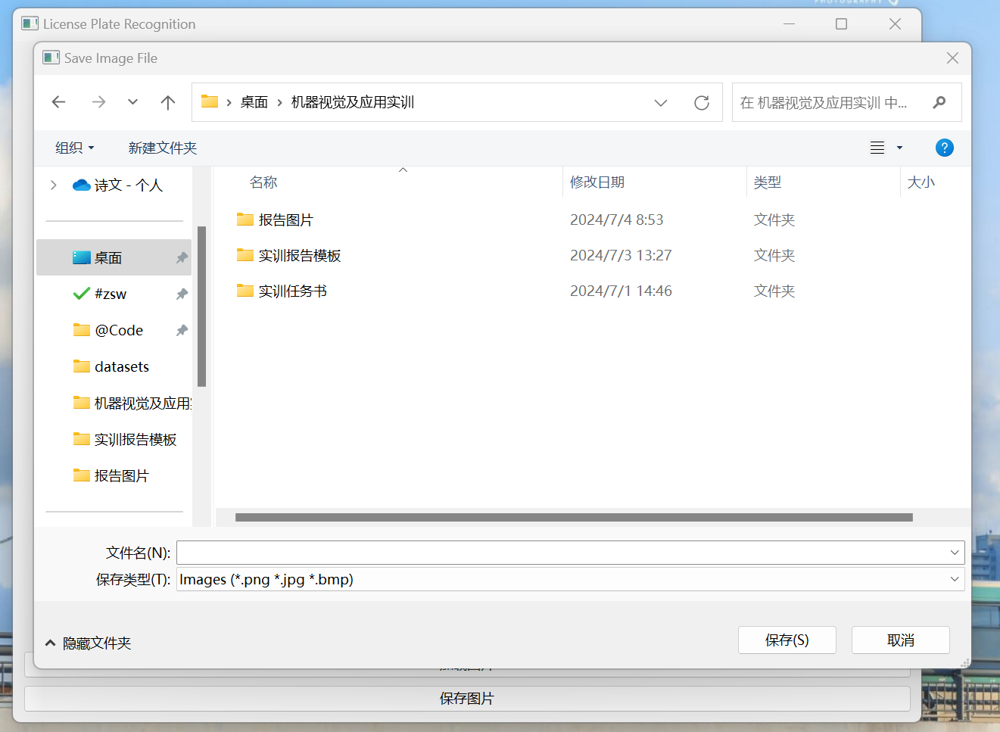 PHOTOGRAPHY
License Plate Recognition
Save Image File
桌面 机器视觉及应用实训
在 机器视觉及应用实训 中...
组织 新建文件夹
?
诗文 - 个人
名称 修改日期 类型 大小
报告图片 2024/7/4 8:53 文件夹
实训报告模板 2024/7/3 13:27 文件夹
实训任务书 2024/7/1 14:46 文件夹
桌面
#zsw
@Code
datasets
机器视觉及应用
实训报告模板
报告图片
文件名(N):
保存类型(T): Images (*.png *.jpg *.bmp)
隐藏文件夹
保存(S) 取消
保存图片